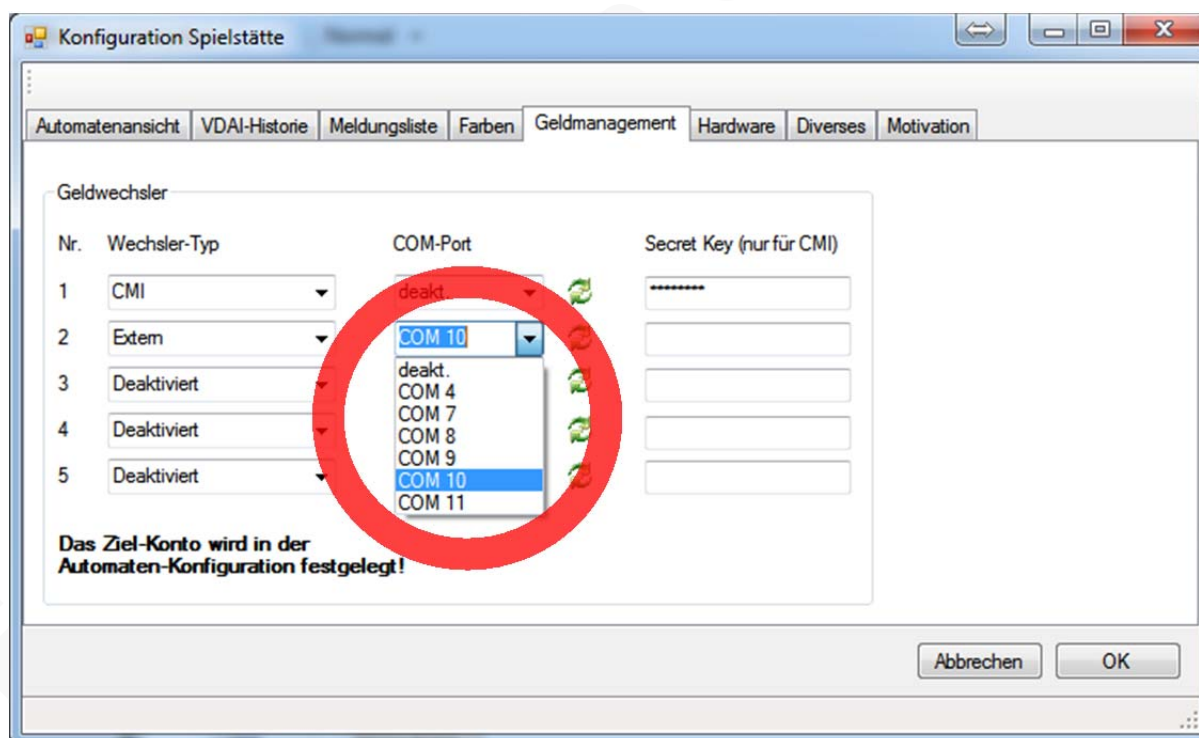 Konfiguration Spielstätte
Automatenansicht VDAI-Historie Meldungsliste Farben Geldmanagement Hardware Diverses Motivation
Geldwechsler
Nr. Wechsler-Typ COM-Port Secret Key (nur für CMI)
1 CMI deakt. ********
2 Extern COM 10
3 Deaktiviert
4 Deaktiviert
5 Deaktiviert
deakt.
COM 4
COM 7
COM 8
COM 9
COM 10
COM 11
Das Ziel-Konto wird in der
Automaten-Konfiguration festgelegt!
Abbrechen OK